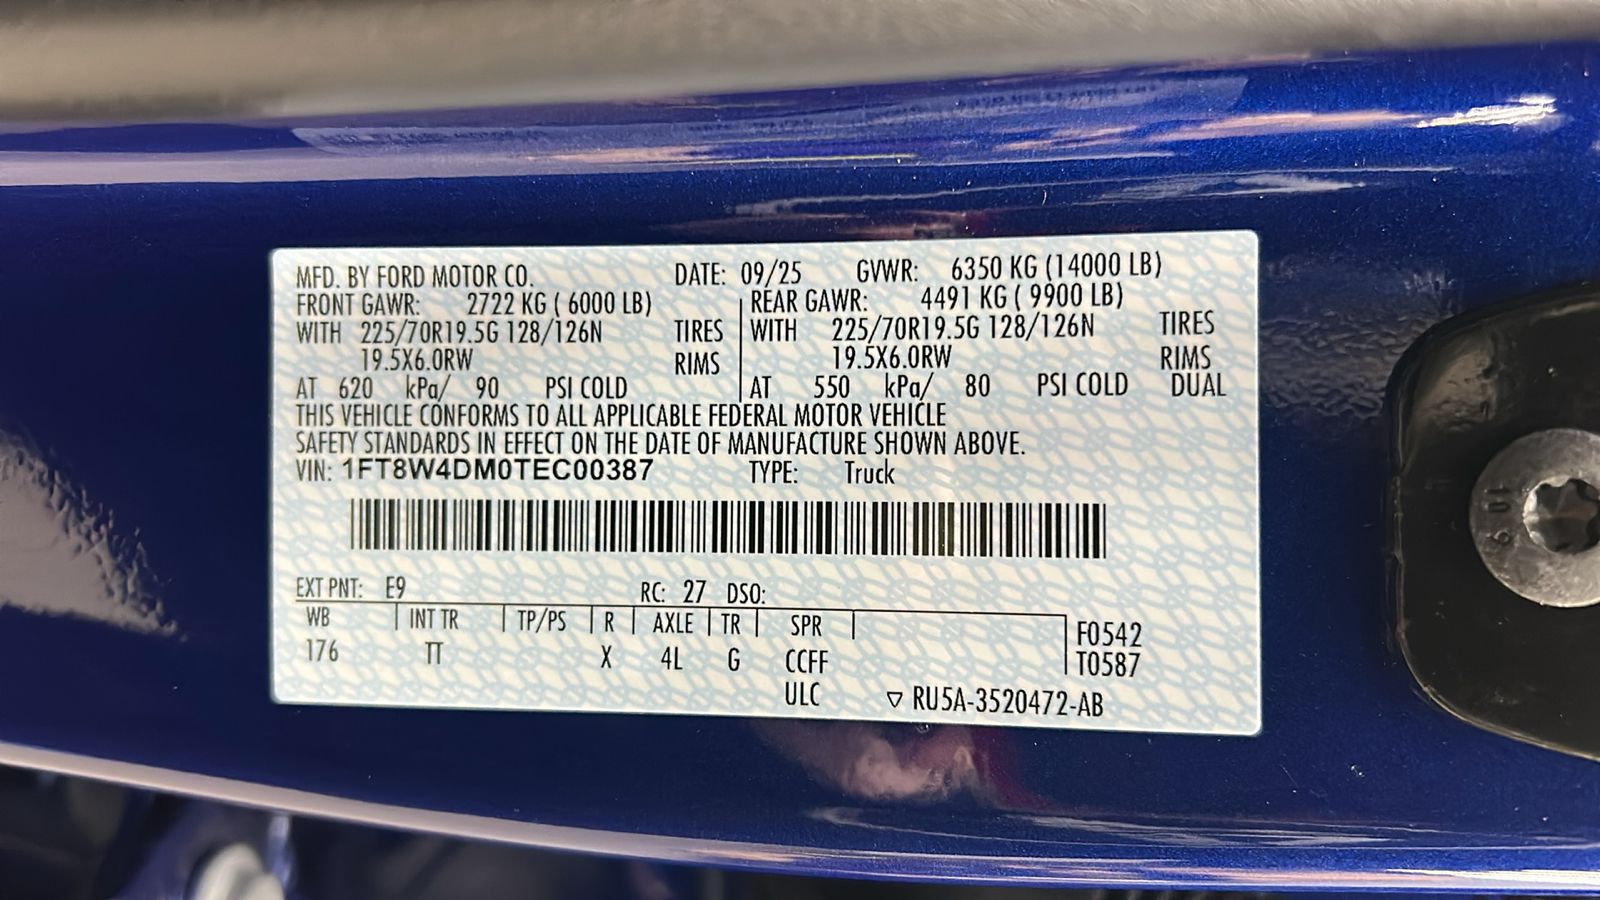 MFD. BY FORD MOTOR CO. DATE: 09/25 GVWR: 6350 KG (14000 LB)
FRONT GAWR: 2722 KG ( 6000 LB) REAR GAWR: 4491 KG ( 9900 LB)
WITH 225/70R19.5G 128/126N TIRES WITH 225/70R19.5G 128/126N TIRES
19.5X6.0RW RIMS 19.5X6.0RW RIMS
AT 620 kPa/ 90 PSI COLD AT 550 kPa/ 80 PSI COLD DUAL
THIS VEHICLE CONFORMS TO ALL APPLICABLE FEDERAL MOTOR VEHICLE
SAFETY STANDARDS IN EFFECT ON THE DATE OF MANUFACTURE SHOWN ABOVE.
VIN: 1FT8W4DM0TEC00387 TYPE: Truck
EXT PNT: E9 RC: 27 DSO:
WB INT TR TP/PS R AXLE TR SPR F0542
176 TT X 4L G CCFF T0587
ULC ▽ RU5A-3520472-AB
10.9